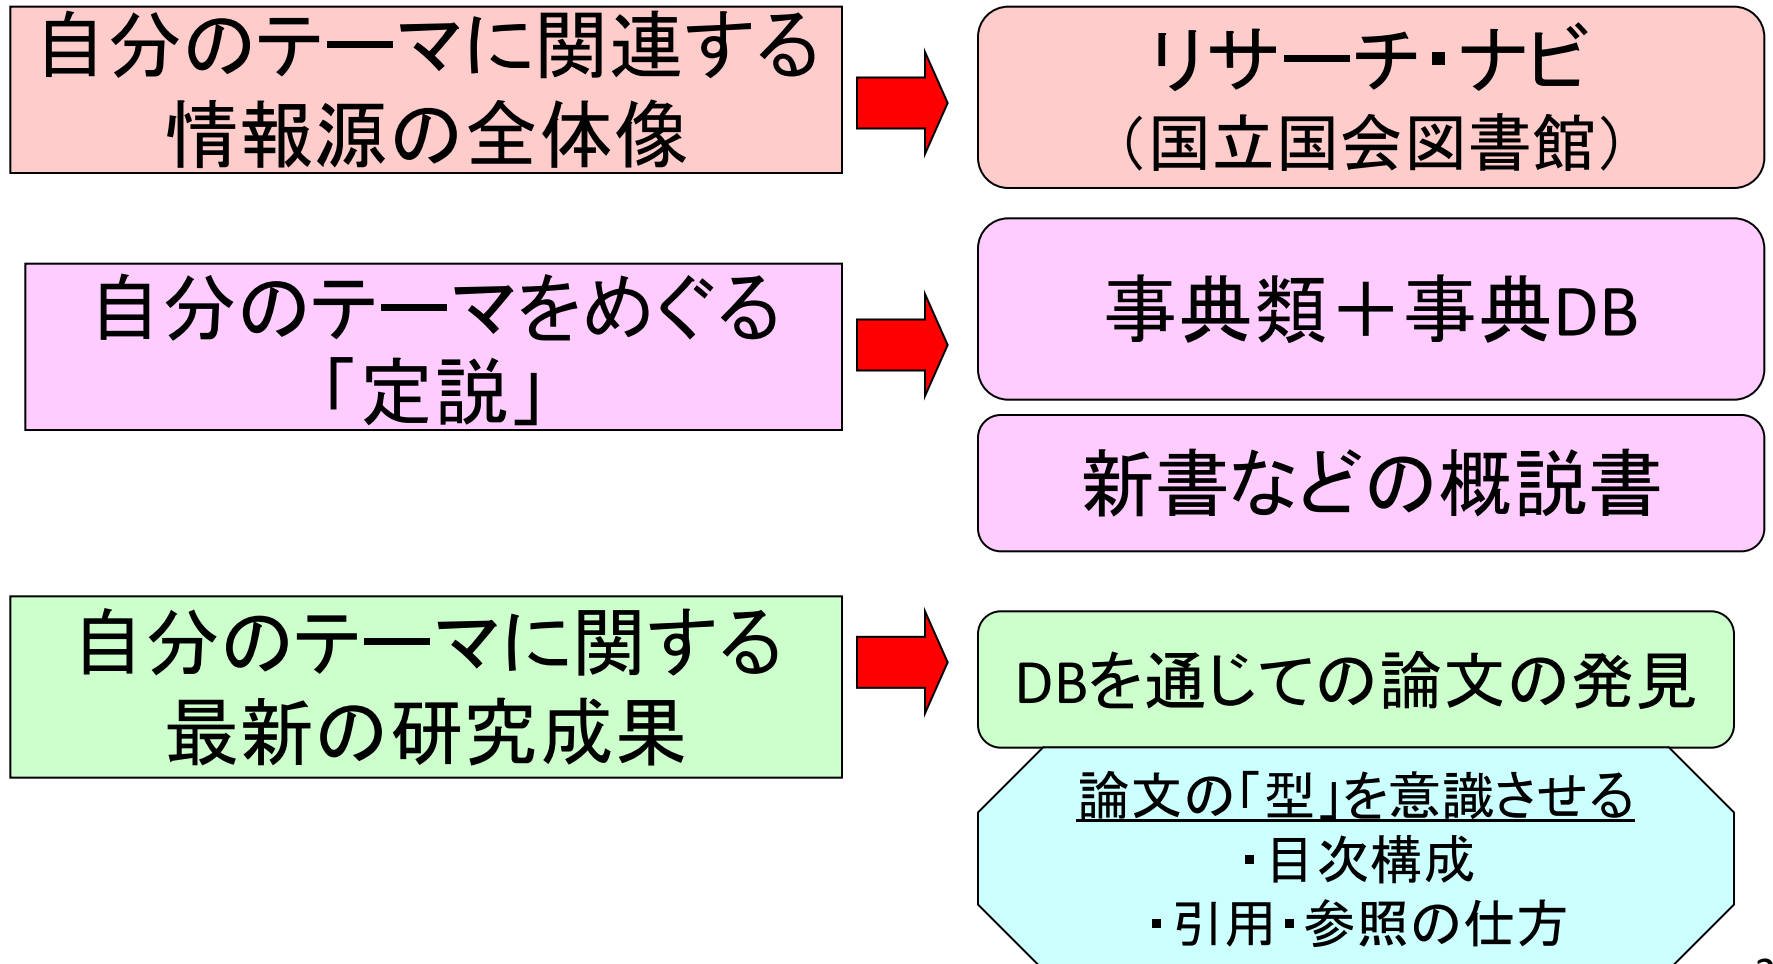 自分のテーマに関連する
情報源の全体像
リサーチ・ナビ
（国立国会図書館）
自分のテーマをめぐる
「定説」
事典類＋事典DB
新書などの概説書
自分のテーマに関する
最新の研究成果
DBを通じての論文の発見
論文の「型」を意識させる
・目次構成
・引用・参照の仕方